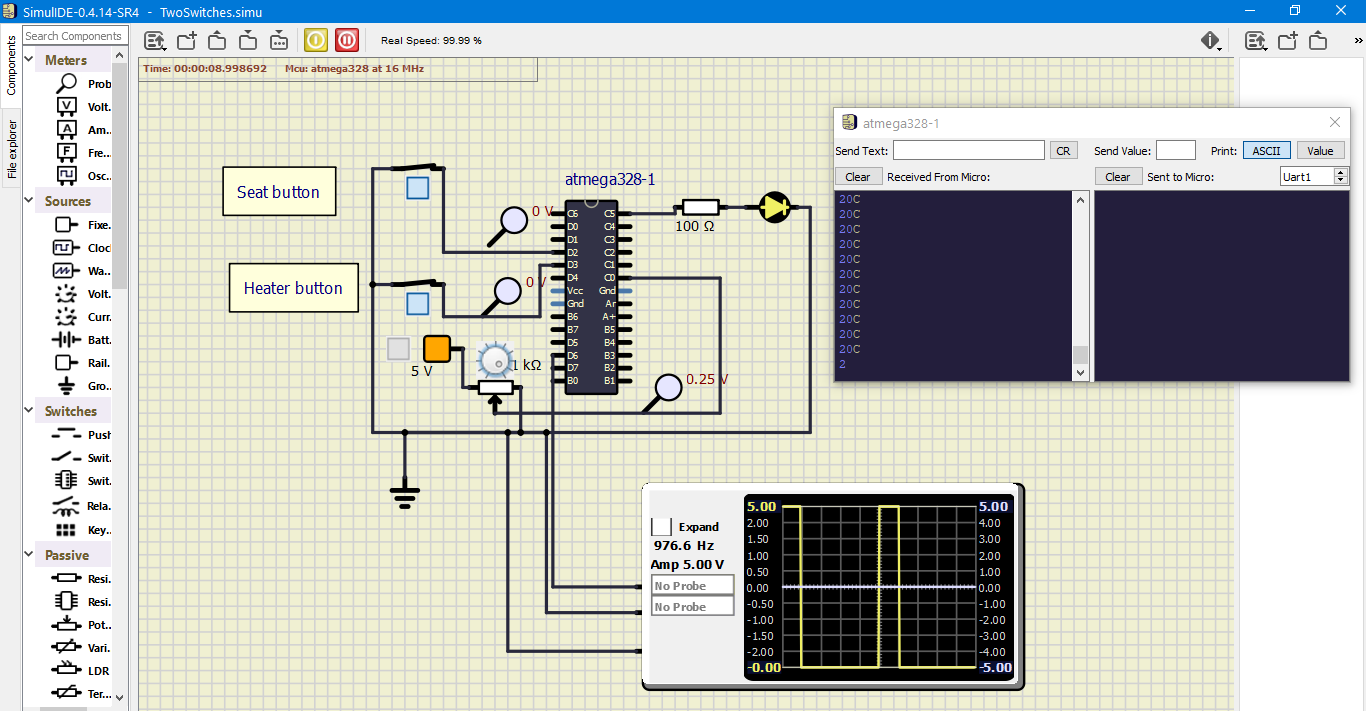 SimulIDE-0.4.14-SR4 - TwoSwitches.simu
Components
File explorer
Search Components
Meters
Prob
Volt.
Am..
Fre...
Osc..
Sources
Fixe.
Cloc
Wa...
Volt.
Curr.
Batt.
Rail.
Gro..
Switches
Push
Swit.
Swit.
Rela.
Key..
Passive
Resi.
Resi.
Pot..
Vari.
LDR
Ter...
Real Speed: 99.99 %
»
Time: 00:00:08.998692 Mcu: atmega328 at 16 MHz
Seat button
Heater button
0 V
0 V
5 V
1 kΩ
0.25 V
atmega328-1
C6 C5
D0 C4
D1 C3
D2 C2
D3 C1
D4 C0
Vcc Gnd
Gnd Ar
B6 A+
B7 B5
D5 B4
D6 B3
D7 B2
B0 B1
100 Ω
atmega328-1
Send Text: CR Send Value: Print: ASCII Value
Clear Received From Micro: Clear Sent to Micro: Uart1
20C
20C
20C
20C
20C
20C
20C
20C
20C
20C
20C
2
Expand
976.6 Hz
Amp 5.00 V
No Probe
No Probe
5.00
2.00
1.50
1.00
0.50
0.00
-0.50
-1.00
-1.50
-2.00
-0.00
5.00
4.00
3.00
2.00
1.00
0.00
-1.00
-2.00
-3.00
-4.00
-5.00